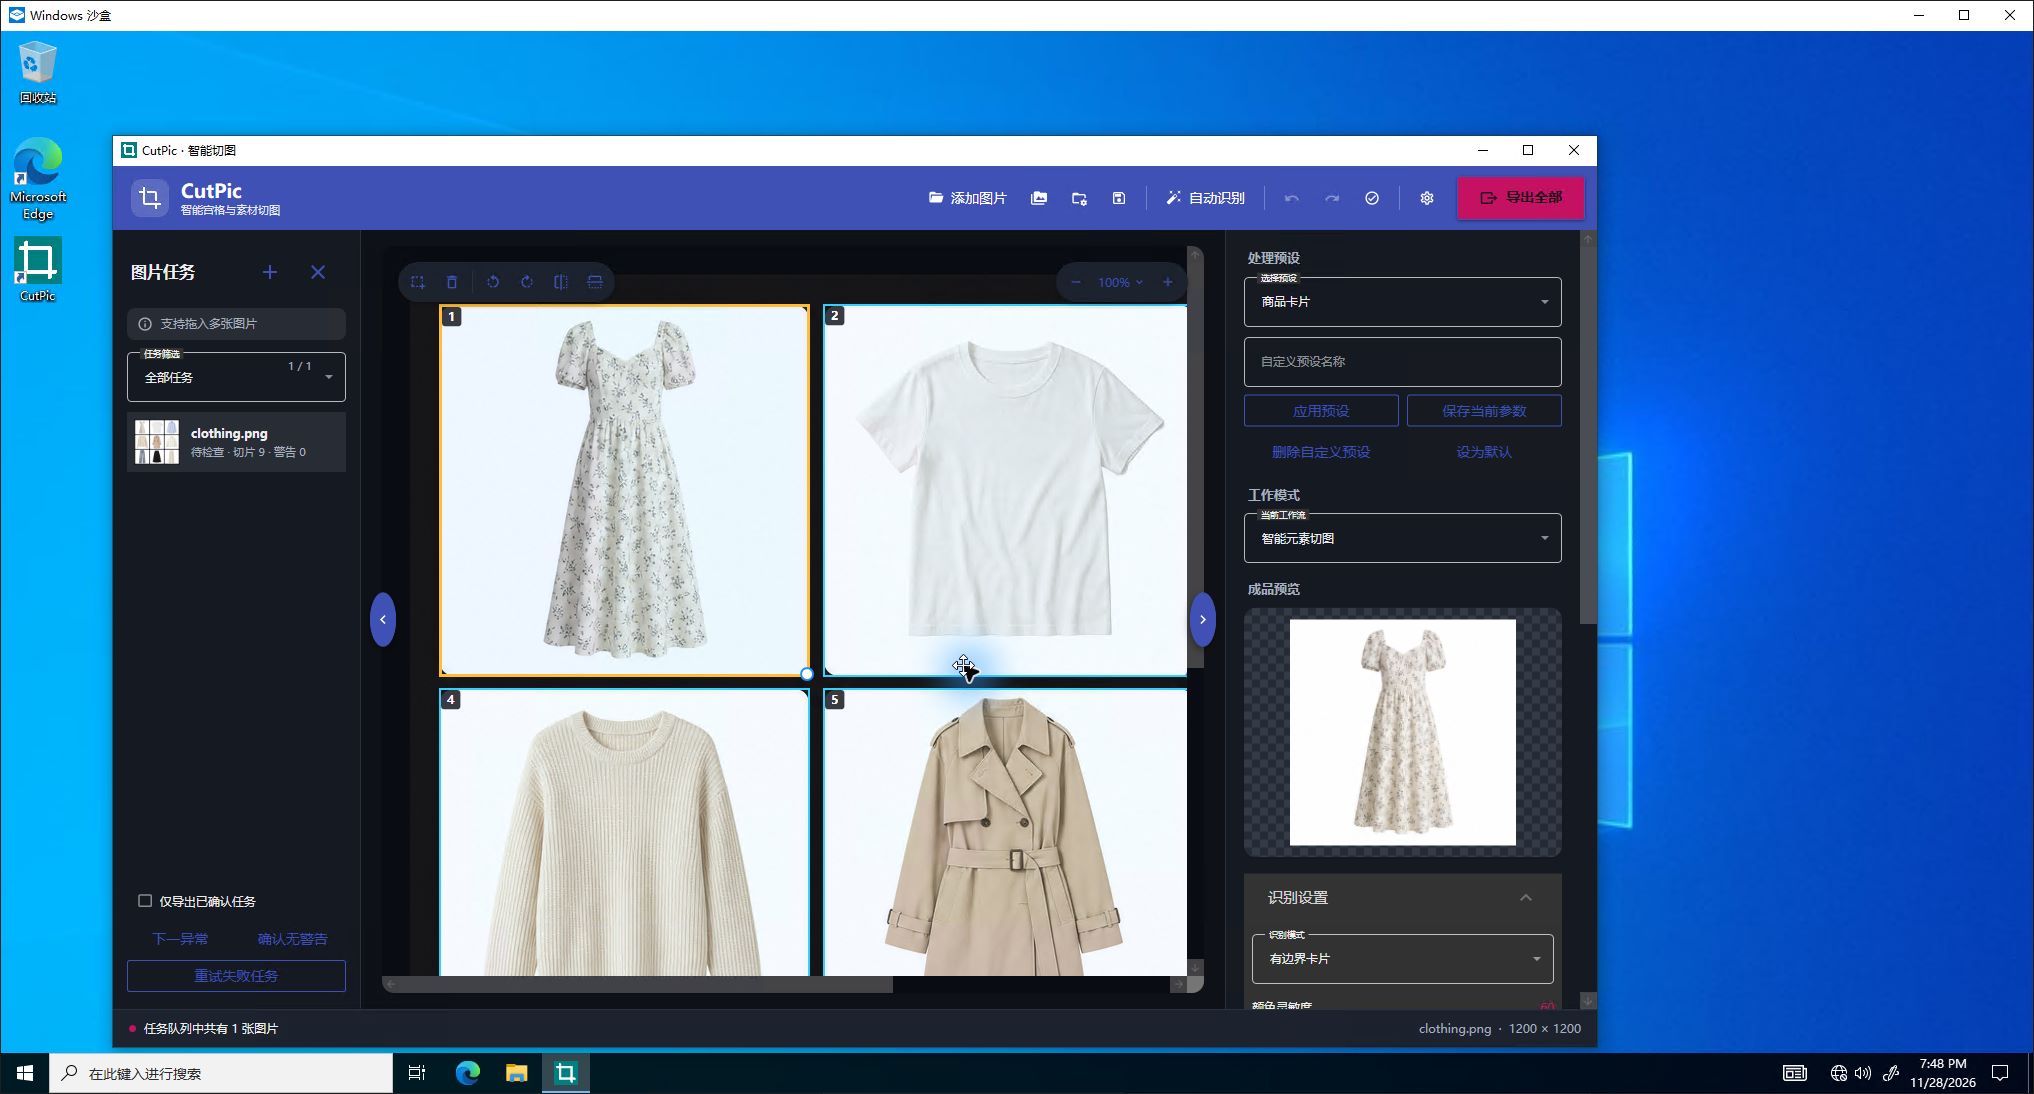 Windows 沙盒
回收站
Microsoft
Edge
CutPic
CutPic · 智能切图
CutPic
智能宫格与素材切图
添加图片
自动识别
导出全部
图片任务
支持拖入多张图片
任务筛选
全部任务
1 / 1
clothing.png
待检查 · 切片 9 · 警告 0
仅导出已确认任务
下一异常
确认无警告
重试失败任务
100%
1
2
4
5
处理预设
选择预设
商品卡片
自定义预设名称
应用预设
保存当前参数
删除自定义预设
设为默认
工作模式
当前工作流
智能元素切图
成品预览
识别设置
识别模式
有边界卡片
颜色灵敏度
60
任务队列中共有 1 张图片
clothing.png · 1200 × 1200
在此键入进行搜索
7:48 PM
11/28/2026